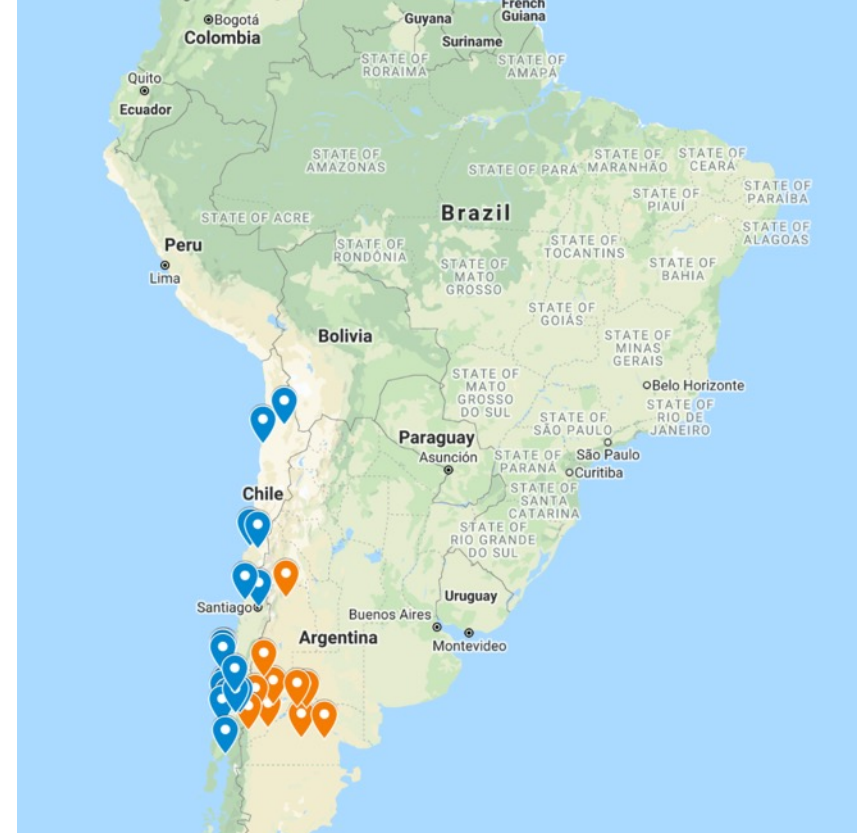 French
Guiana
Guyana
Bogotá
Colombia
Suriname
STATE OF
RORAIMA
STATE OF
AMAPÁ
Quito
Ecuador
STATE OF
AMAZONAS
STATE OF PARÁ
STATE OF
MARANHÃO
STATE OF
CEARÁ
STATE OF
PIAUÍ
STATE OF
PARAÍBA
STATE OF ACRE
Brazil
STATE OF
ALAGOAS
Peru
Lima
STATE OF
RONDÔNIA
STATE OF
TOCANTINS
STATE OF
MATO
GROSSO
STATE OF
BAHIA
STATE OF
GOIÁS
Bolivia
STATE OF
MINAS
GERAIS
STATE OF
MATO
GROSSO
DO SUL
Belo Horizonte
STATE OF
RIO DE
JANEIRO
STATE OF
SÃO PAULO
Paraguay
Asunción
São Paulo
STATE OF
PARANÁ
Curitiba
Chile
STATE OF
SANTA
CATARINA
STATE OF
RIO GRANDE
DO SUL
Uruguay
Santiago
Buenos Aires
Argentina
Montevideo